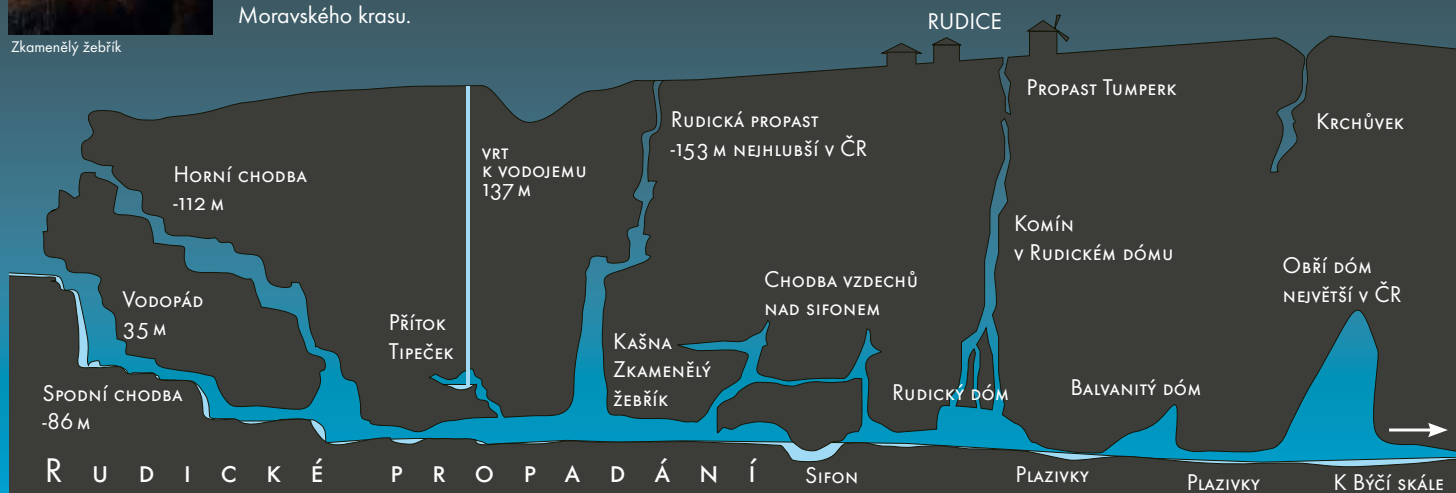 Moravského krasu.
Zkamenělý žebřík
RUDICE
Propast Tumperk
Krchůvek
Rudická propast
-153 m nejhlubší v ČR
vrt
k vodojemu
137 m
Horní chodba
-112 m
Komín
v Rudickém dómu
Obří dóm
největší v ČR
Chodba vzdechů
nad sifonem
Vodopád
35 m
Přítok
Tipeček
Kašna
Zkamenělý
žebřík
Spodní chodba
-86 m
Rudický dóm
Balvanitý dóm
Rudické propadání
Sifon
Plazivky
Plazivky
K Býčí skále